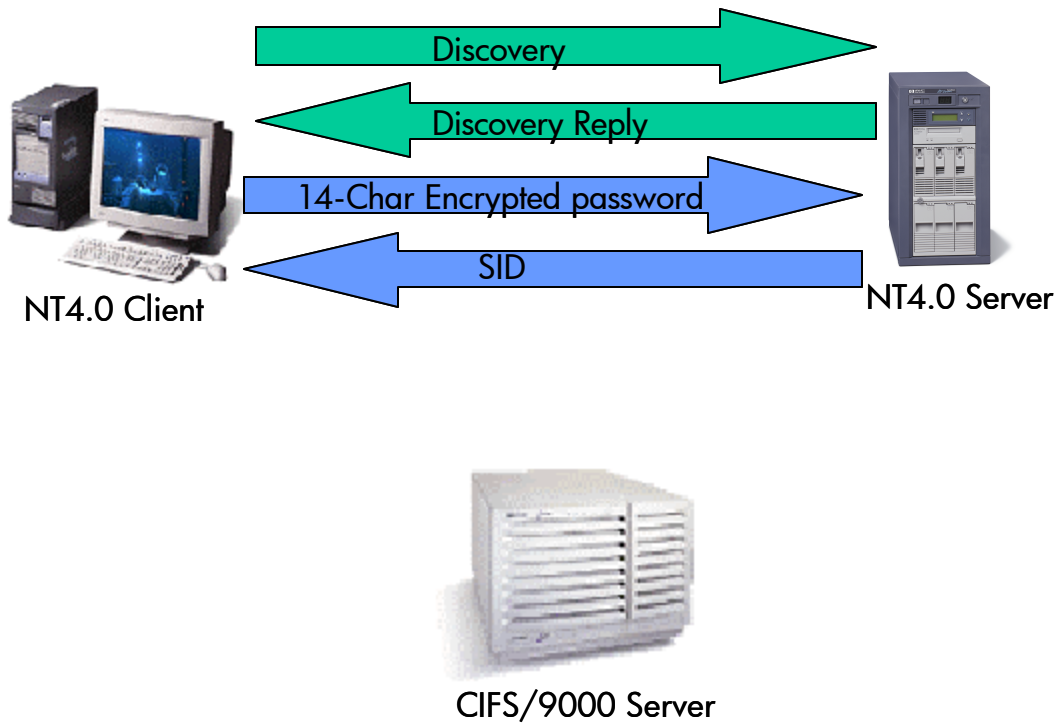 Discovery
Discovery Reply
14-Char Encrypted password
SID
NT4.0 Client
NT4.0 Server
CIFS/9000 Server